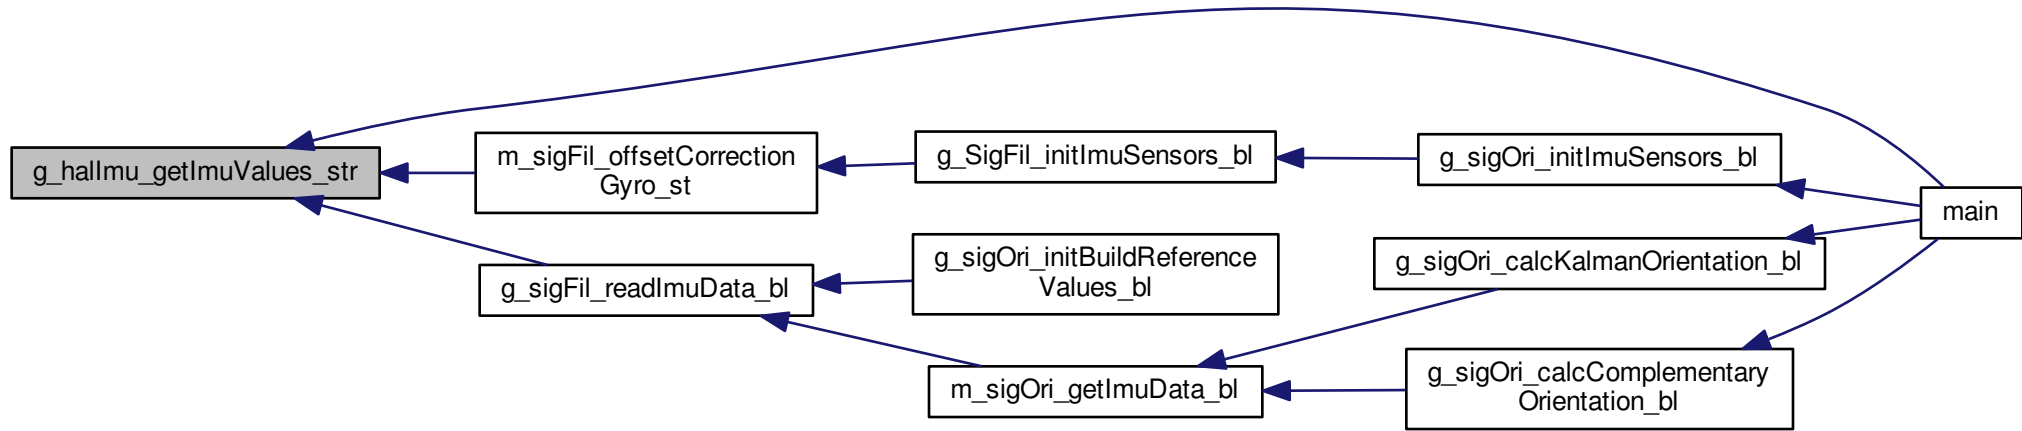 g_halImu_getImuValues_str
m_sigFil_offsetCorrection
Gyro_st
g_SigFil_initImuSensors_bl
g_sigOri_initImuSensors_bl
main
g_sigFil_readImuData_bl
g_sigOri_initBuildReference
Values_bl
g_sigOri_calcKalmanOrientation_bl
m_sigOri_getImuData_bl
g_sigOri_calcComplementary
Orientation_bl